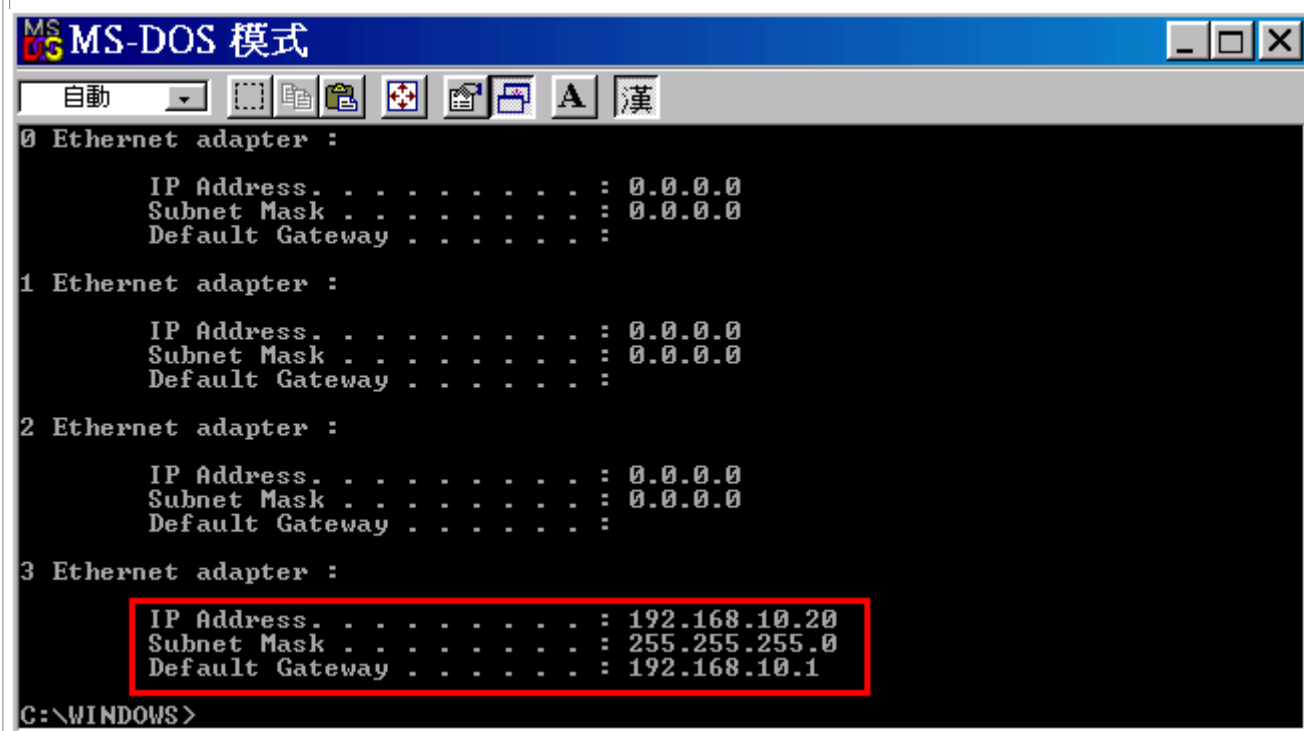 MS DOS MS-DOS 模式
自動 A 漢
0 Ethernet adapter :
IP Address. . . . . . . . . : 0.0.0.0
Subnet Mask . . . . . . . . : 0.0.0.0
Default Gateway . . . . . . :
1 Ethernet adapter :
IP Address. . . . . . . . . : 0.0.0.0
Subnet Mask . . . . . . . . : 0.0.0.0
Default Gateway . . . . . . :
2 Ethernet adapter :
IP Address. . . . . . . . . : 0.0.0.0
Subnet Mask . . . . . . . . : 0.0.0.0
Default Gateway . . . . . . :
3 Ethernet adapter :
IP Address. . . . . . . . . : 192.168.10.20
Subnet Mask . . . . . . . . : 255.255.255.0
Default Gateway . . . . . . : 192.168.10.1
C:\WINDOWS>